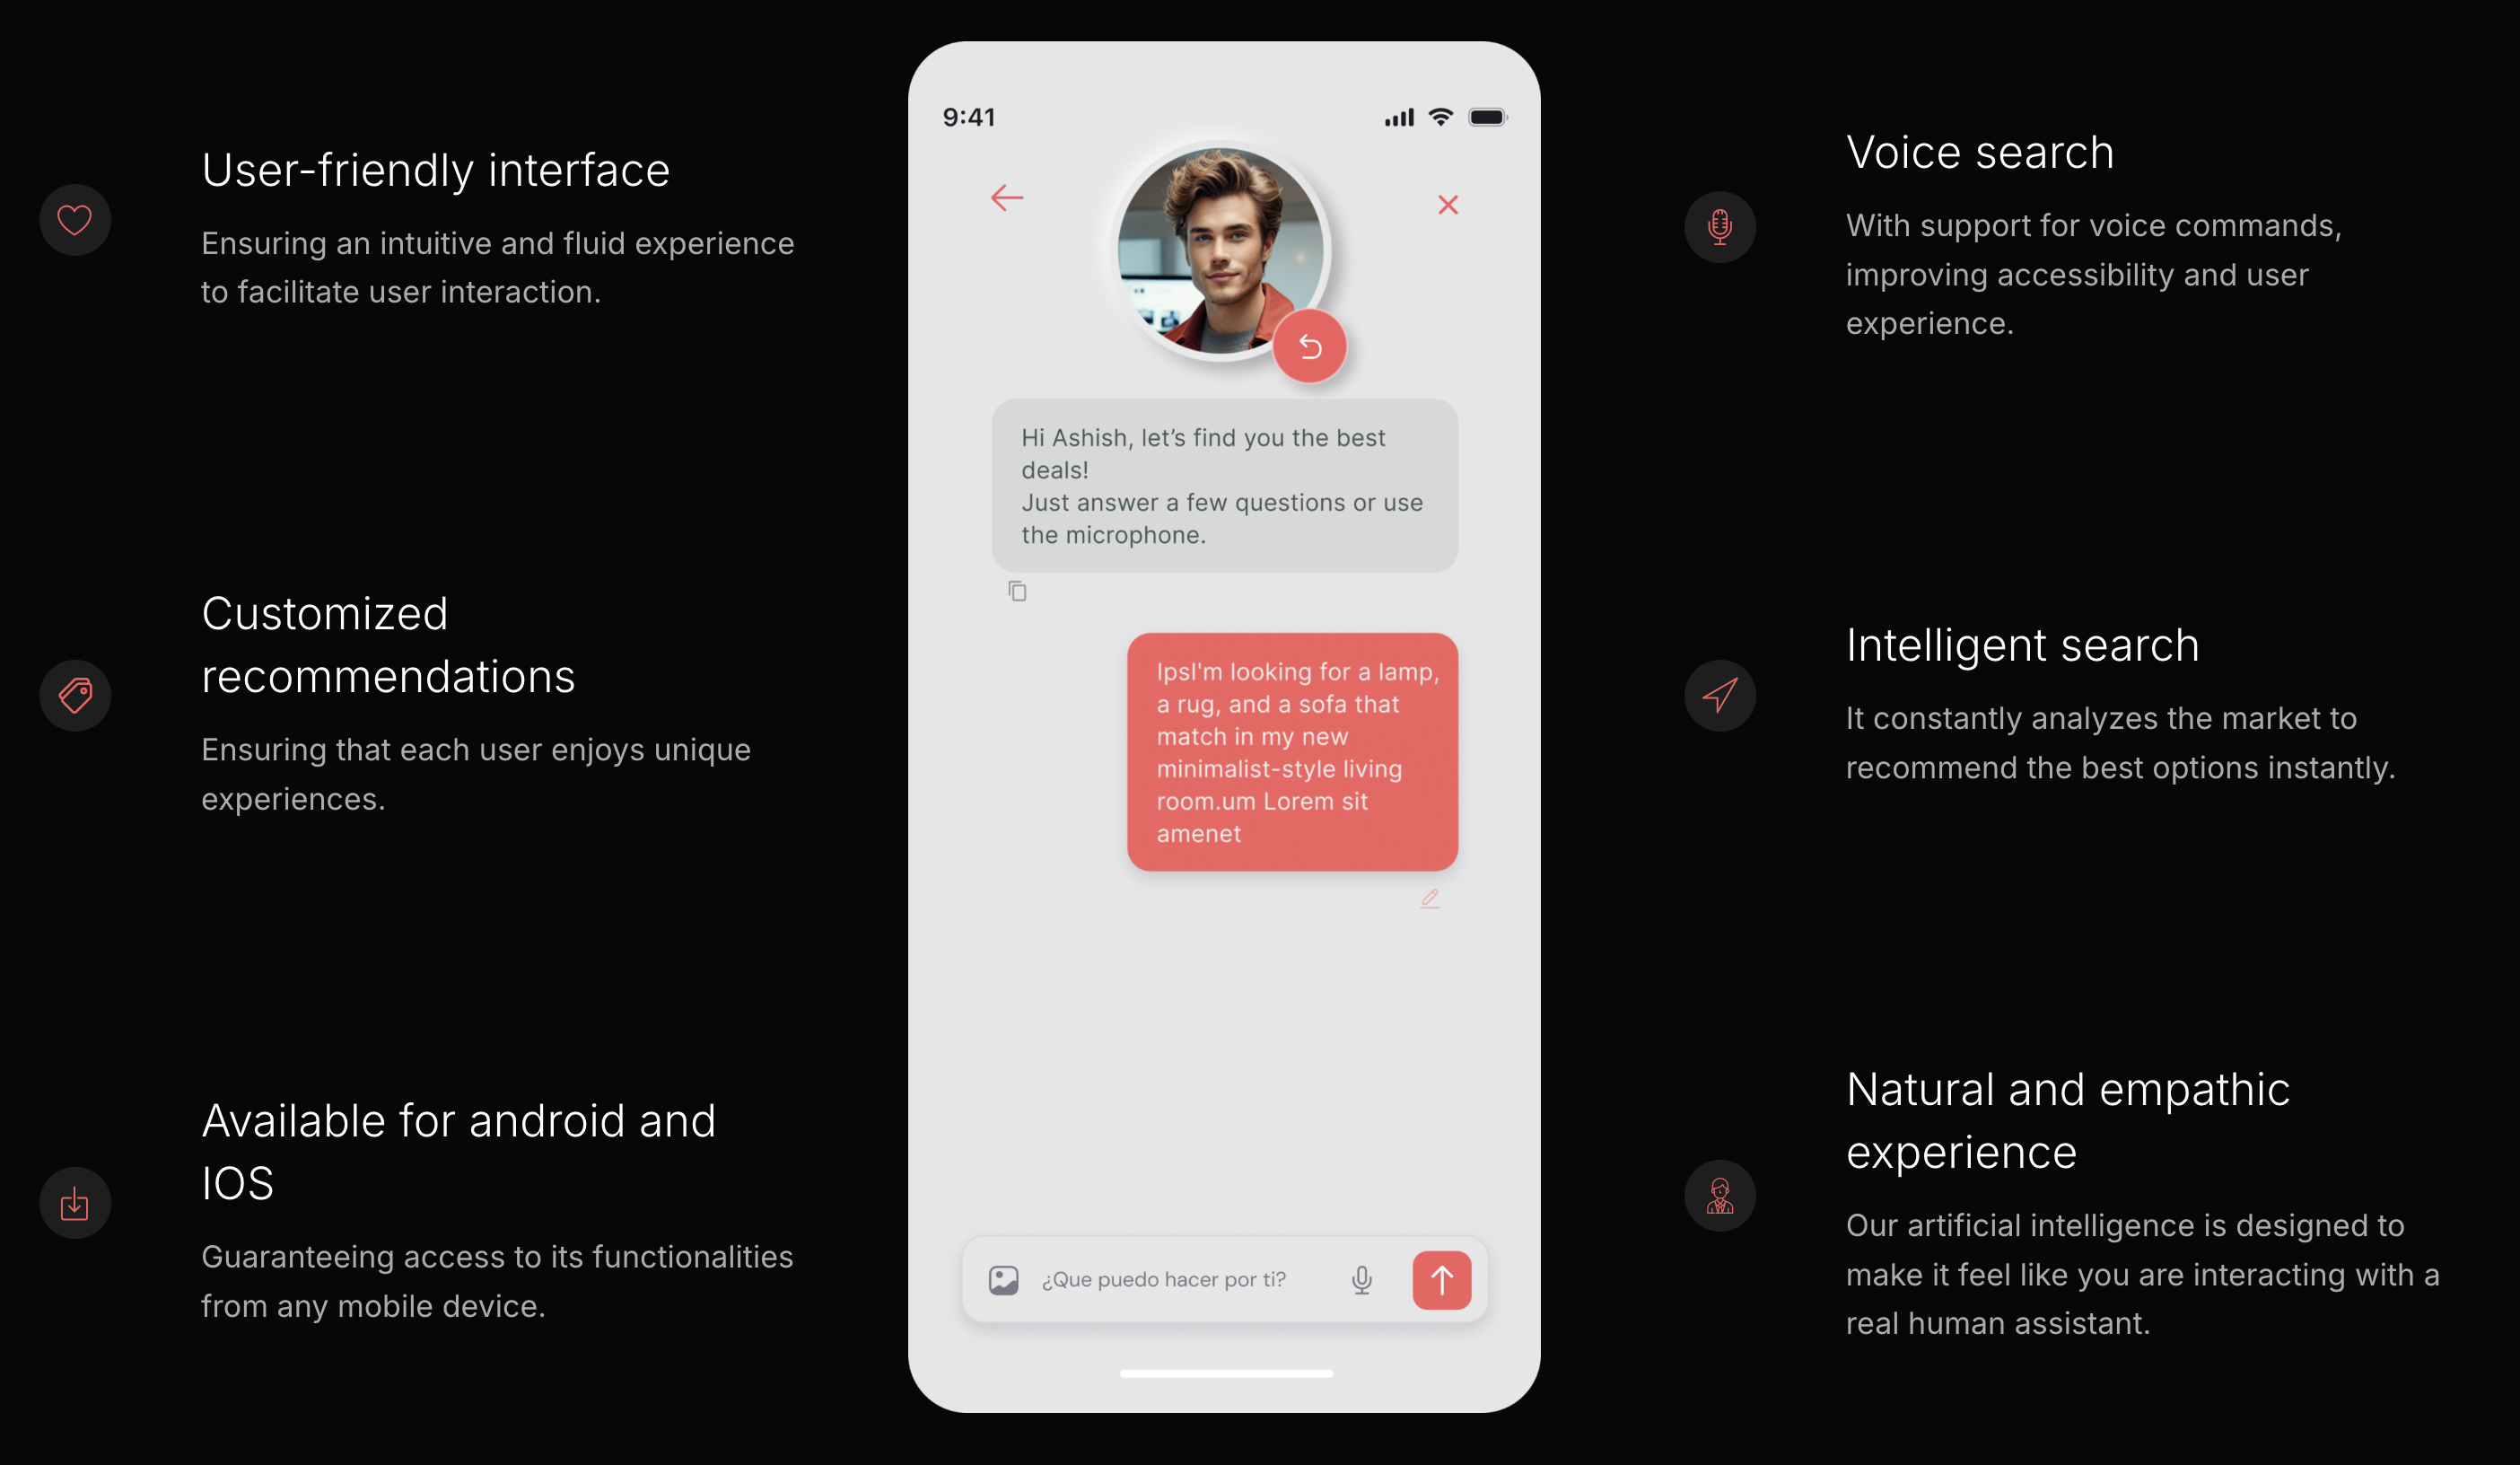 User-friendly interface
Ensuring an intuitive and fluid experience
to facilitate user interaction.
Customized
recommendations
Ensuring that each user enjoys unique
experiences.
Available for android and
IOS
Guaranteeing access to its functionalities
from any mobile device.
9:41
Hi Ashish, let’s find you the best
deals!
Just answer a few questions or use
the microphone.
IpsI'm looking for a lamp,
a rug, and a sofa that
match in my new
minimalist-style living
room.um Lorem sit
amenet
¿Que puedo hacer por ti?
Voice search
With support for voice commands,
improving accessibility and user
experience.
Intelligent search
It constantly analyzes the market to
recommend the best options instantly.
Natural and empathic
experience
Our artificial intelligence is designed to
make it feel like you are interacting with a
real human assistant.